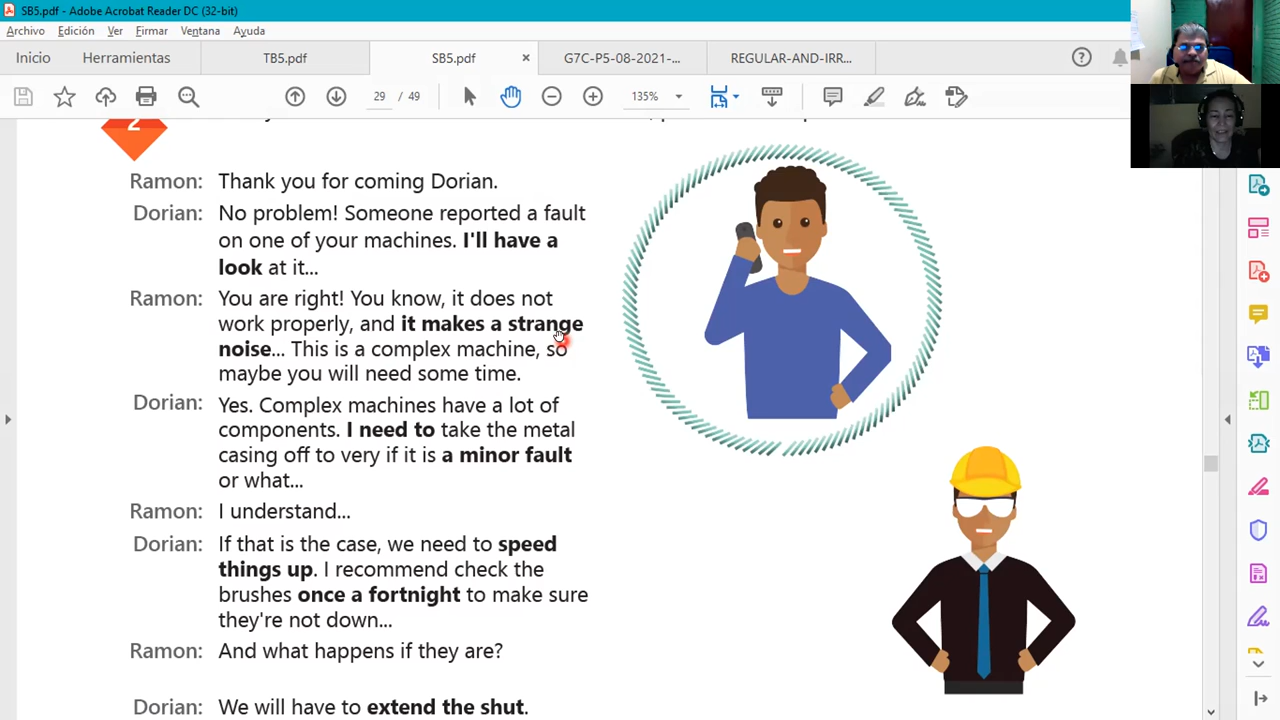 SB5.pdf - Adobe Acrobat Reader DC (32-bit)
Archivo Edición Ver Firmar Ventana Ayuda
Inicio Herramientas TB5.pdf SB5.pdf × G7C-P5-08-2021-... REGULAR-AND-IRR...
29 / 49 135%
2
Ramon: Thank you for coming Dorian.
Dorian: No problem! Someone reported a fault
on one of your machines. I'll have a
look at it...
Ramon: You are right! You know, it does not
work properly, and it makes a strange
noise... This is a complex machine, so
maybe you will need some time.
Dorian: Yes. Complex machines have a lot of
components. I need to take the metal
casing off to very if it is a minor fault
or what...
Ramon: I understand...
Dorian: If that is the case, we need to speed
things up. I recommend check the
brushes once a fortnight to make sure
they're not down...
Ramon: And what happens if they are?
Dorian: We will have to extend the shut.